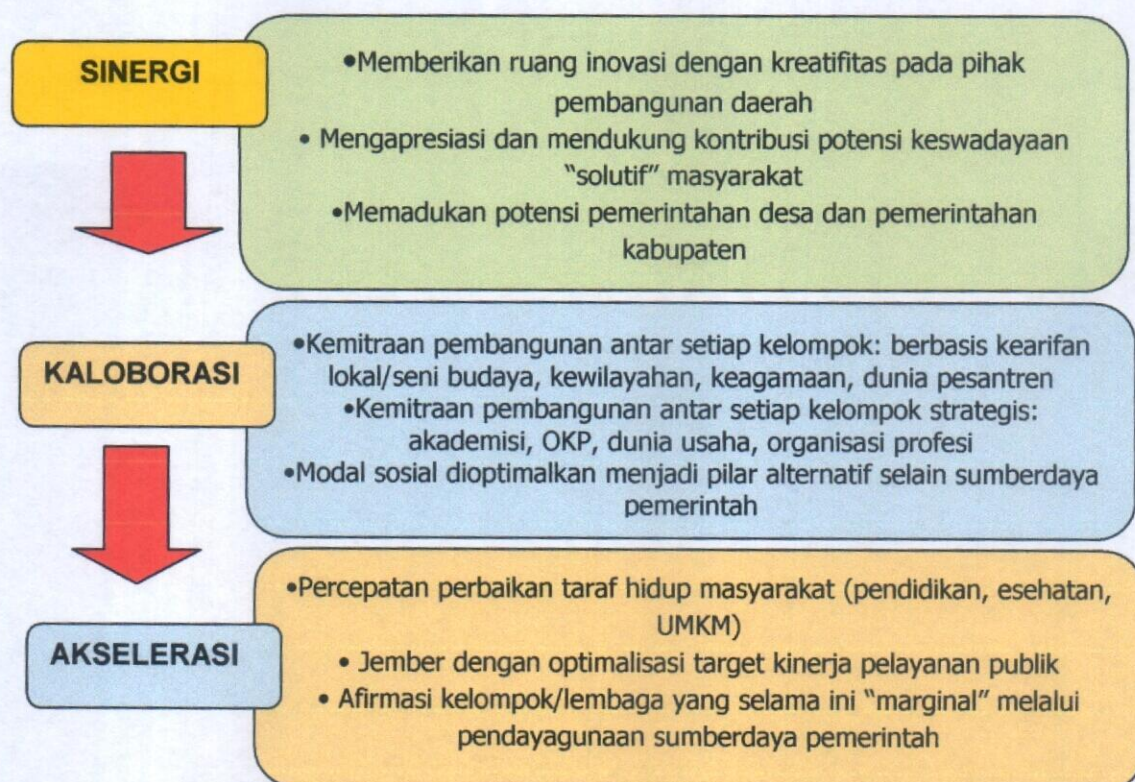 SINERGI
•Memberikan ruang inovasi dengan kreatifitas pada pihak
pembangunan daerah
• Mengapresiasi dan mendukung kontribusi potensi keswadayaan
“solutif” masyarakat
•Memadukan potensi pemerintahan desa dan pemerintahan
kabupaten
KALOBORASI
•Kemitraan pembangunan antar setiap kelompok: berbasis kearifan
lokal/seni budaya, kewilayahan, keagamaan, dunia pesantren
•Kemitraan pembangunan antar setiap kelompok strategis:
akademisi, OKP, dunia usaha, organisasi profesi
•Modal sosial dioptimalkan menjadi pilar alternatif selain sumberdaya
pemerintah
AKSELERASI
•Percepatan perbaikan taraf hidup masyarakat (pendidikan, esehatan,
UMKM)
• Jember dengan optimalisasi target kinerja pelayanan publik
• Afirmasi kelompok/lembaga yang selama ini “marginal” melalui
pendayagunaan sumberdaya pemerintah